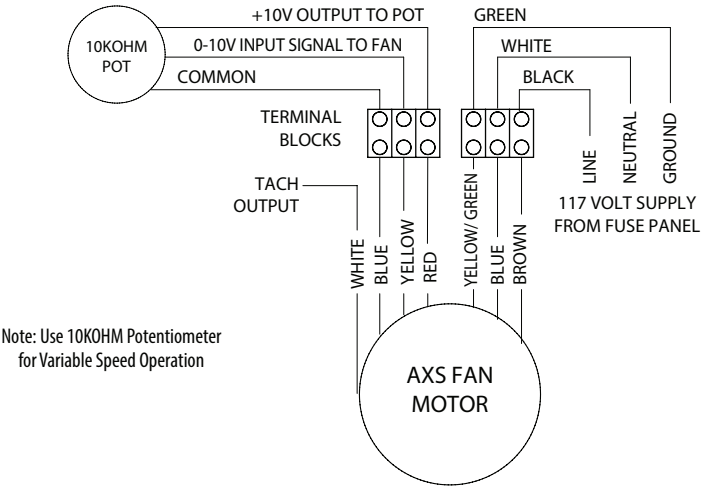 +10V OUTPUT TO POT
GREEN
10KOHM
POT
0-10V INPUT SIGNAL TO FAN
WHITE
COMMON
BLACK
TERMINAL
BLOCKS
LINE
NEUTRAL
GROUND
TACH
OUTPUT
117 VOLT SUPPLY
FROM FUSE PANEL
WHITE
BLUE
YELLOW
RED
YELLOW/ GREEN
BLUE
BROWN
Note: Use 10KOHM Potentiometer
for Variable Speed Operation
AXS FAN
MOTOR